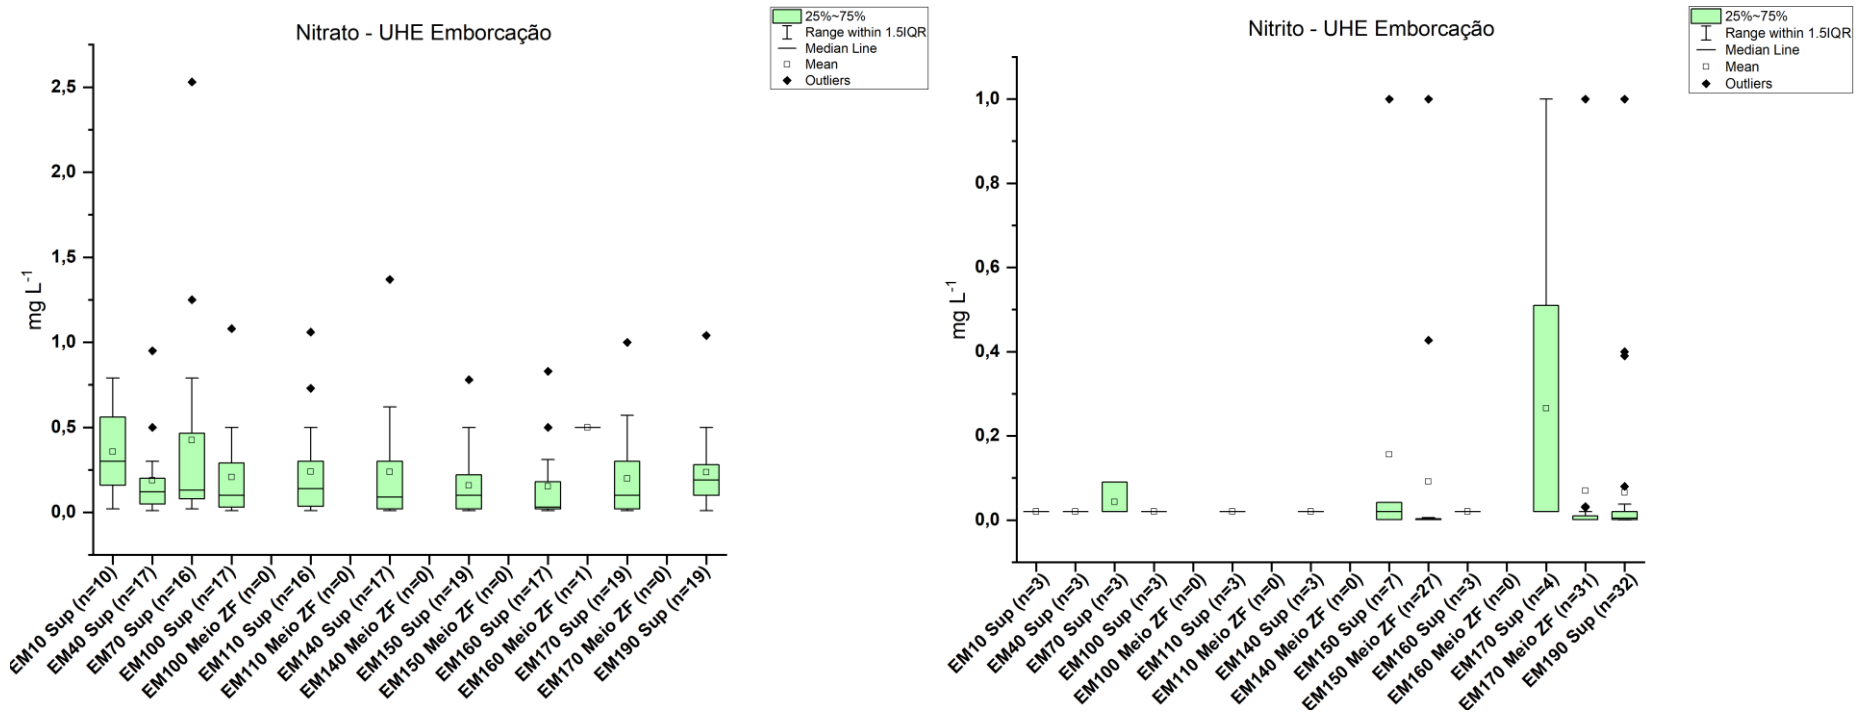 Nitrato - UHE Emborcação
25%~75%
Range within 1.5IQR
Median Line
Mean
Outliers
mg L⁻¹
2,5
2,0
1,5
1,0
0,5
0,0
EM10 Sup (n=10)
EM40 Sup (n=17)
EM70 Sup (n=16)
EM100 Sup (n=17)
EM100 Meio ZF (n=0)
EM110 Sup (n=16)
EM110 Meio ZF (n=0)
EM140 Sup (n=17)
EM140 Meio ZF (n=0)
EM150 Sup (n=19)
EM150 Meio ZF (n=0)
EM160 Sup (n=17)
EM160 Meio ZF (n=1)
EM170 Sup (n=19)
EM170 Meio ZF (n=0)
EM190 Sup (n=19)
Nitrito - UHE Emborcação
25%~75%
Range within 1.5IQR
Median Line
Mean
Outliers
mg L⁻¹
1,0
0,8
0,6
0,4
0,2
0,0
EM10 Sup (n=3)
EM40 Sup (n=3)
EM70 Sup (n=3)
EM100 Sup (n=3)
EM100 Meio ZF (n=0)
EM110 Sup (n=3)
EM110 Meio ZF (n=0)
EM140 Sup (n=3)
EM140 Meio ZF (n=0)
EM150 Sup (n=7)
EM150 Meio ZF (n=27)
EM160 Sup (n=3)
EM160 Meio ZF (n=0)
EM170 Sup (n=4)
EM170 Meio ZF (n=31)
EM190 Sup (n=32)